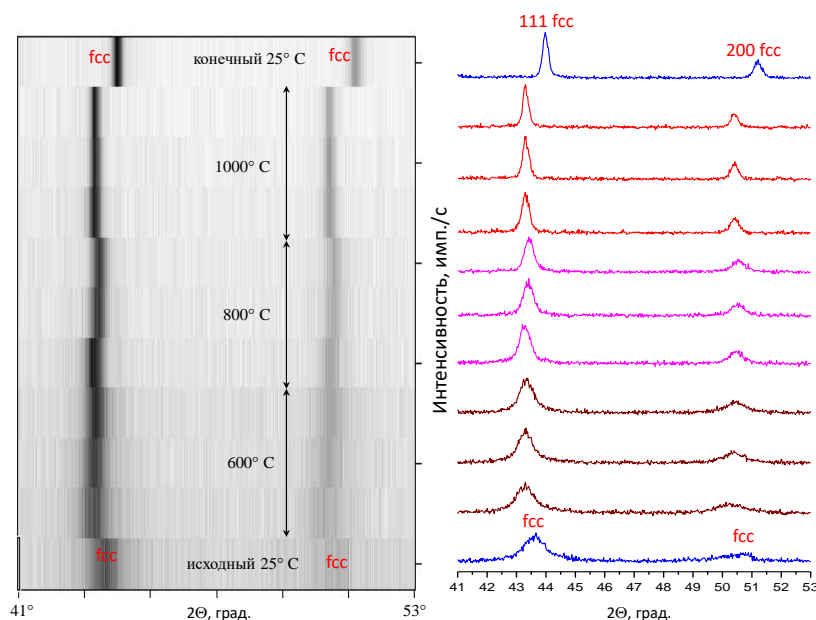 fcc
конечный 25° C
fcc
1000° C
800° C
600° C
fcc
исходный 25° C
fcc
41°
2Θ, град.
53°
111 fcc
200 fcc
Интенсивность, имп./с
fcc
fcc
41 42 43 44 45 46 47 48 49 50 51 52 53
2Θ, град.